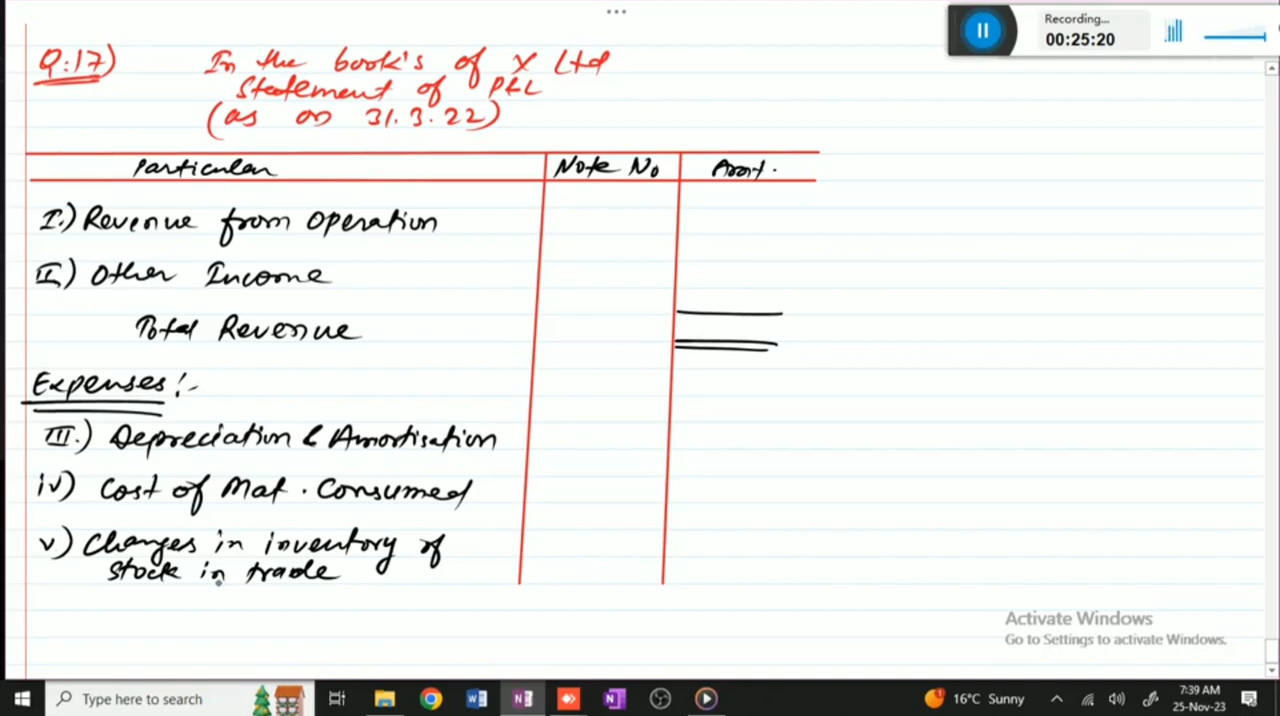 Recording...
00:25:20
Q:17) In the book's of X Ltd
Statement of P&L
(as on 31.3.22)
Particular Note No Amt.
I.) Revenue from Operation
II.) Other Income
Total Revenue
Expenses:-
III.) Depreciation & Amortisation
iv) Cost of Mat. Consumed
v) Changes in inventory of
stock in trade
Activate Windows
Go to Settings to activate Windows.
Type here to search
16°C Sunny
7:39 AM
25-Nov-23